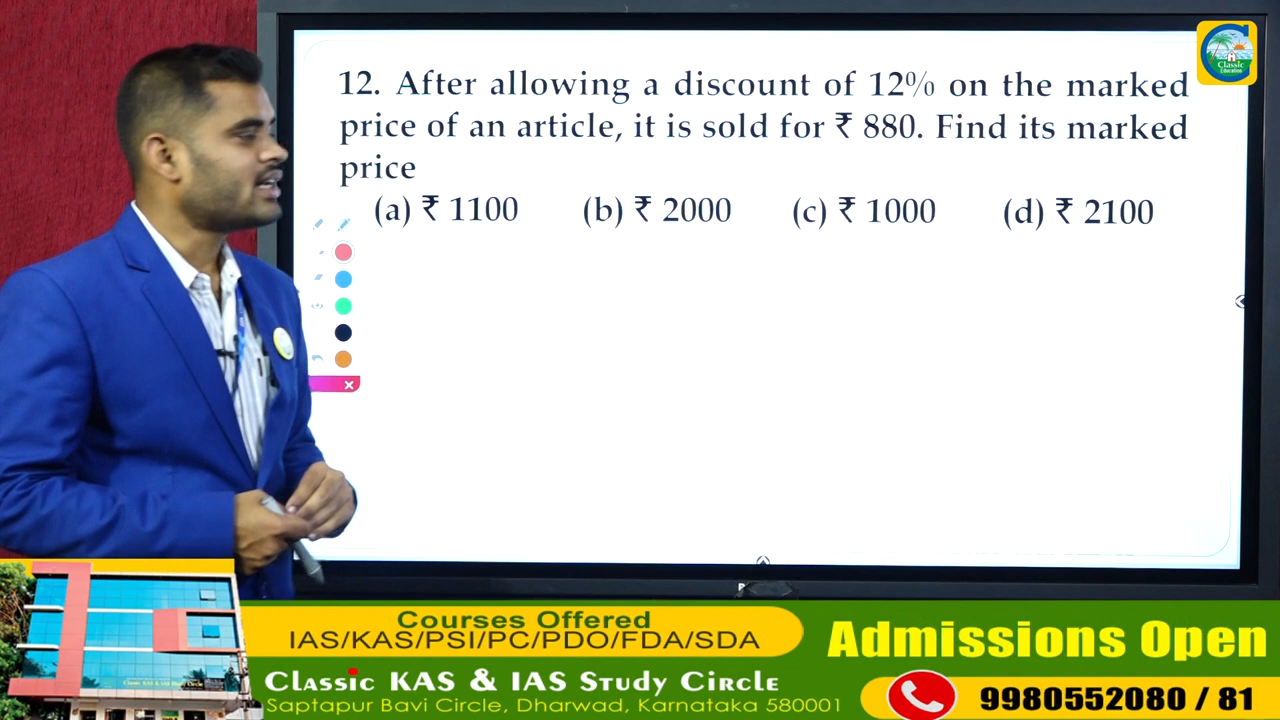 12. After allowing a discount of 12% on the marked
price of an article, it is sold for ₹ 880. Find its marked
price
(a) ₹ 1100 (b) ₹ 2000 (c) ₹ 1000 (d) ₹ 2100
Classic
Education
Courses Offered
IAS/KAS/PSI/PC/PDO/FDA/SDA
Classic KAS & IAS Study Circle
Saptapur Bavi Circle, Dharwad, Karnataka 580001
Admissions Open
9980552080 / 81